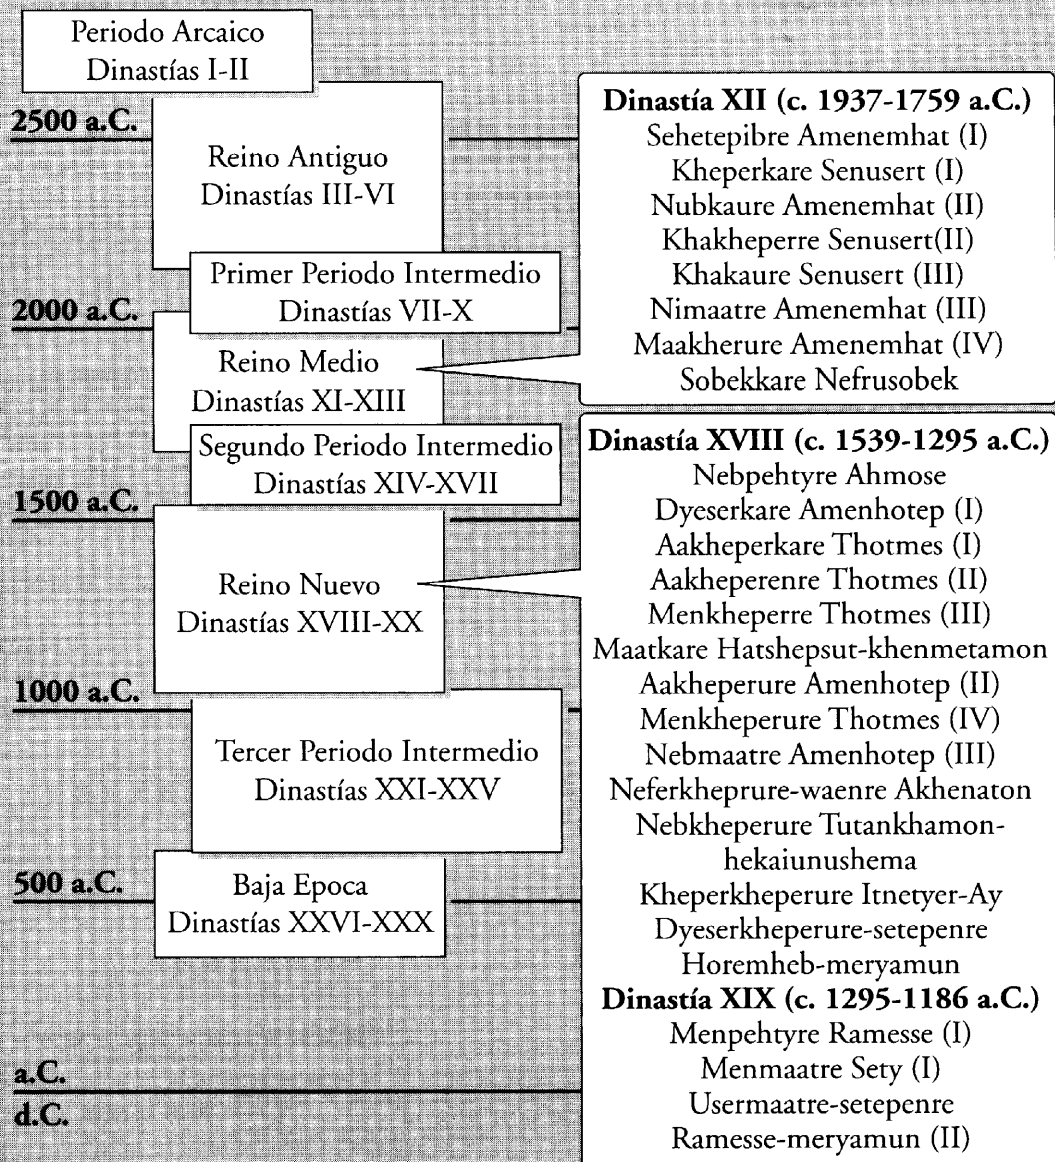 Periodo Arcaico
Dinastías I-II
2500 a.C.
Reino Antiguo
Dinastías III-VI
Primer Periodo Intermedio
Dinastías VII-X
2000 a.C.
Reino Medio
Dinastías XI-XIII
Segundo Periodo Intermedio
Dinastías XIV-XVII
1500 a.C.
Reino Nuevo
Dinastías XVIII-XX
1000 a.C.
Tercer Periodo Intermedio
Dinastías XXI-XXV
500 a.C.
Baja Epoca
Dinastías XXVI-XXX
a.C.
d.C.
Dinastía XII (c. 1937-1759 a.C.)
Sehetepibre Amenemhat (I)
Kheperkare Senusert (I)
Nubkaure Amenemhat (II)
Khakheperre Senusert(II)
Khakaure Senusert (III)
Nimaatre Amenemhat (III)
Maakherure Amenemhat (IV)
Sobekkare Nefrusobek
Dinastía XVIII (c. 1539-1295 a.C.)
Nebpehtyre Ahmose
Dyeserkare Amenhotep (I)
Aakheperkare Thotmes (I)
Aakheperenre Thotmes (II)
Menkheperre Thotmes (III)
Maatkare Hatshepsut-khenmetamon
Aakheperure Amenhotep (II)
Menkheperure Thotmes (IV)
Nebmaatre Amenhotep (III)
Neferkheprure-waenre Akhenaton
Nebkheperure Tutankhamon-
hekaiunushema
Kheperkheperure Itnetyer-Ay
Dyeserkheperure-setepenre
Horemheb-meryamun
Dinastía XIX (c. 1295-1186 a.C.)
Menpehtyre Ramesse (I)
Menmaatre Sety (I)
Usermaatre-setepenre
Ramesse-meryamun (II)